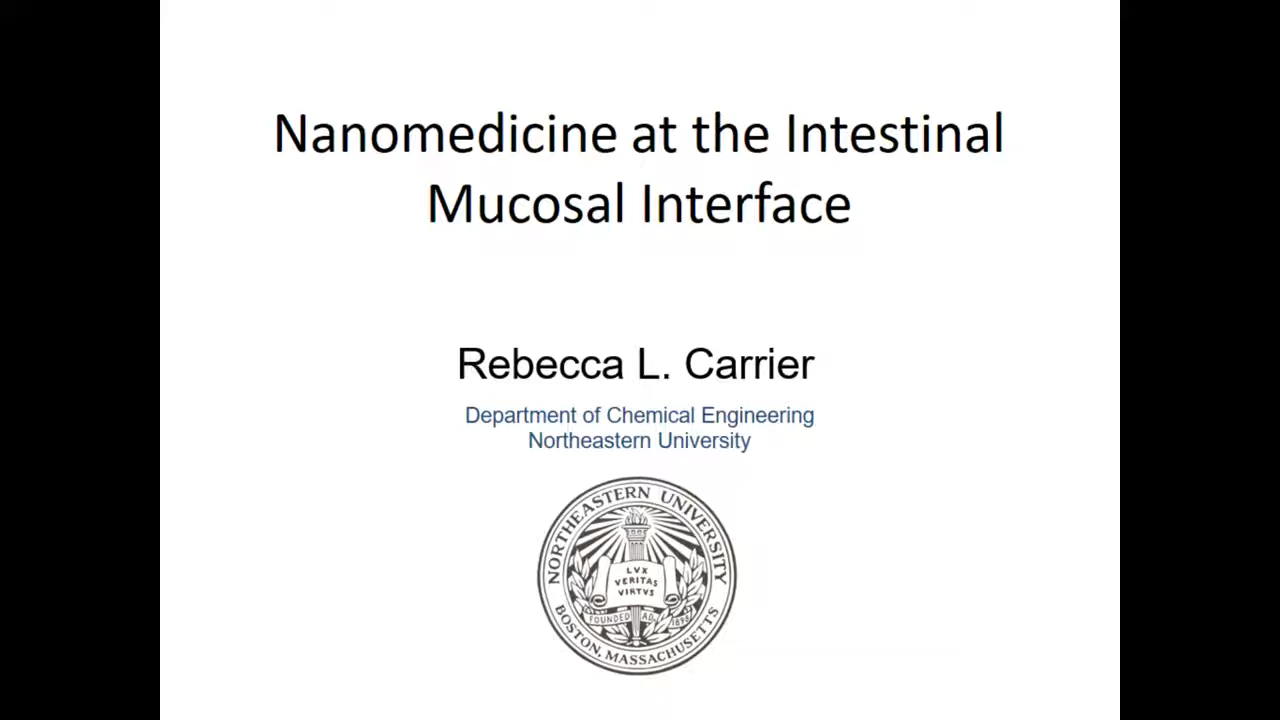 Nanomedicine at the Intestinal
Mucosal Interface
Rebecca L. Carrier
Department of Chemical Engineering
Northeastern University
NORTHEASTERN UNIVERSITY
LVX
VERITAS
VIRTVS
FOUNDED A.D. 1898
BOSTON, MASSACHUSETTS